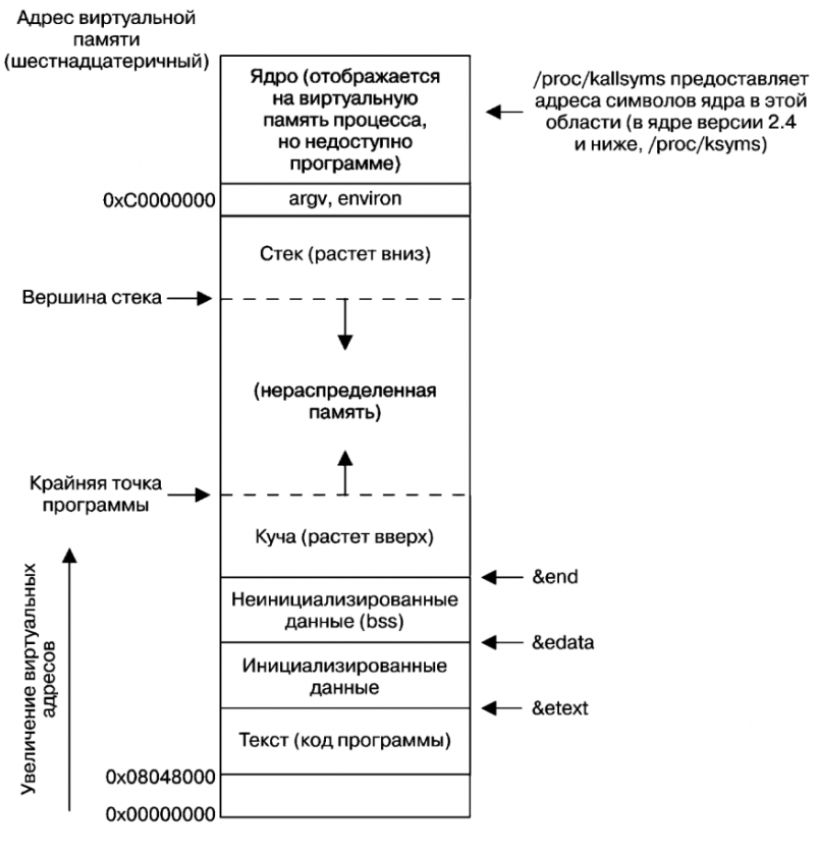 Адрес виртуальной
памяти
(шестнадцатеричный)
Ядро (отображается
на виртуальную
память процесса,
но недоступно
программе)
/proc/kallsyms предоставляет
адреса символов ядра в этой
области (в ядре версии 2.4
и ниже, /proc/ksyms)
0xC0000000
argv, environ
Стек (растет вниз)
Вершина стека
(нераспределенная
память)
Крайняя точка
программы
Куча (растет вверх)
&end
Неинициализированные
данные (bss)
&edata
Инициализированные
данные
&etext
Текст (код программы)
0x08048000
0x00000000
Увеличение виртуальных
адресов